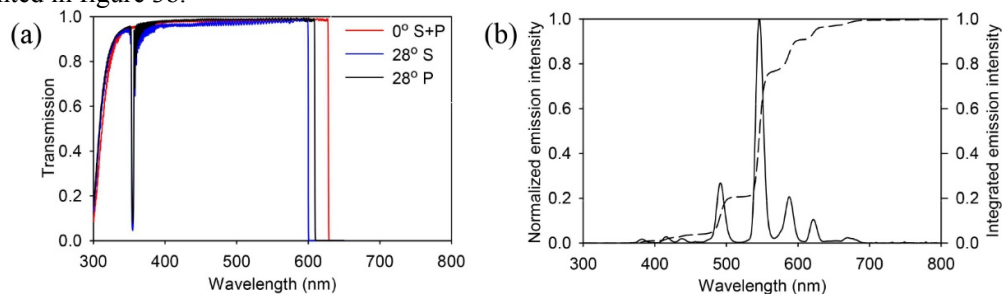 (a)
1.0
0.8
0.6
0.4
0.2
0.0
Transmission
0º S+P
28º S
28º P
300 400 500 600 700 800
Wavelength (nm)
(b)
1.0
0.8
0.6
0.4
0.2
0.0
Normalized emission intensity
1.0
0.8
0.6
0.4
0.2
0.0
Integrated emission intensity
300 400 500 600 700 800
Wavelength (nm)